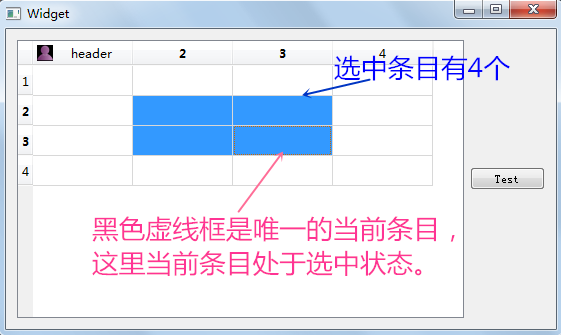 Widget
header 2 3 4
选中条目有4个
1
2
3
4
Test
黑色虚线框是唯一的当前条目，
这里当前条目处于选中状态。